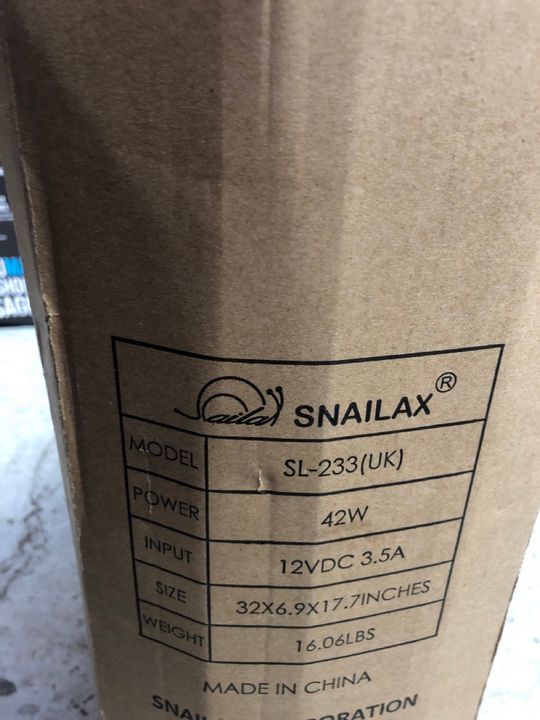 Snailax SNAILAX®
MODEL SL-233(UK)
POWER 42W
INPUT 12VDC 3.5A
SIZE 32X6.9X17.7INCHES
WEIGHT 16.06LBS
MADE IN CHINA